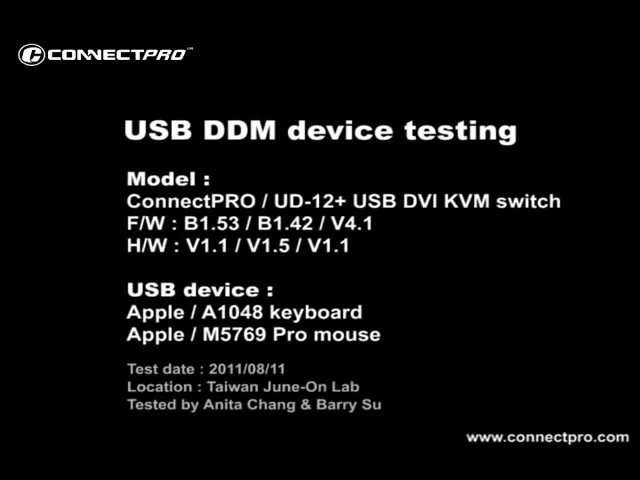 CONNECTPRO™
USB DDM device testing
Model :
ConnectPRO / UD-12+ USB DVI KVM switch
F/W : B1.53 / B1.42 / V4.1
H/W : V1.1 / V1.5 / V1.1
USB device :
Apple / A1048 keyboard
Apple / M5769 Pro mouse
Test date : 2011/08/11
Location : Taiwan June-On Lab
Tested by Anita Chang & Barry Su
www.connectpro.com